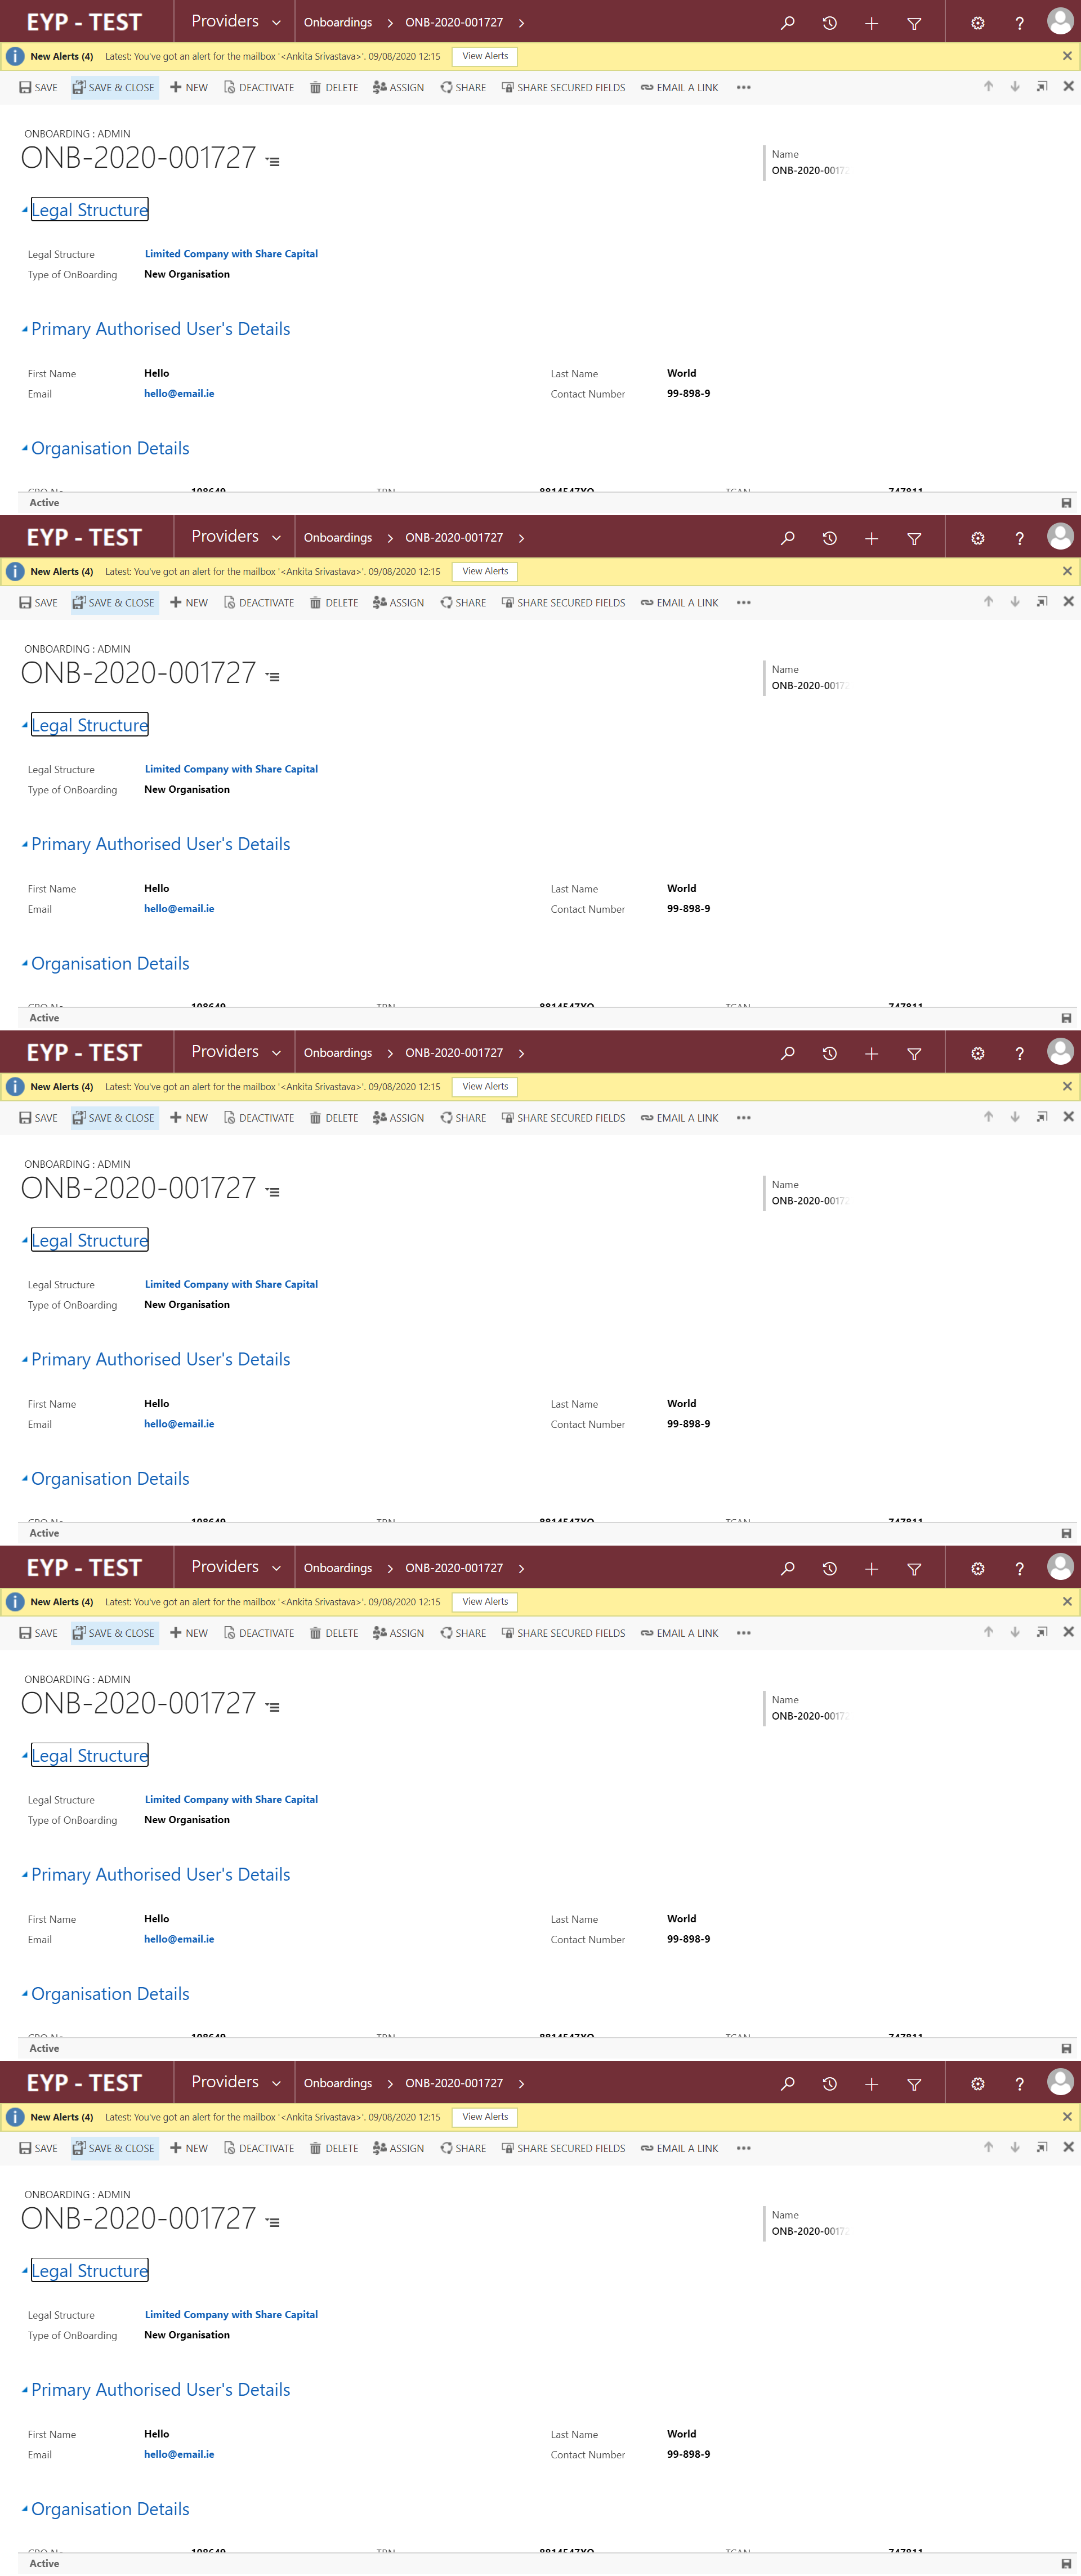 EYP - TEST Providers Onboardings ONB-2020-001727
New Alerts (4) Latest: You've got an alert for the mailbox '<Ankita Srivastava>'. 09/08/2020 12:15 View Alerts
SAVE SAVE & CLOSE NEW DEACTIVATE DELETE ASSIGN SHARE SHARE SECURED FIELDS EMAIL A LINK
ONBOARDING : ADMIN
ONB-2020-001727
Name
ONB-2020-00172
Legal Structure
Legal Structure Limited Company with Share Capital
Type of OnBoarding New Organisation
Primary Authorised User's Details
First Name Hello Last Name World
Email hello@email.ie Contact Number 99-898-9
Organisation Details
Active
EYP - TEST Providers Onboardings ONB-2020-001727
New Alerts (4) Latest: You've got an alert for the mailbox '<Ankita Srivastava>'. 09/08/2020 12:15 View Alerts
SAVE SAVE & CLOSE NEW DEACTIVATE DELETE ASSIGN SHARE SHARE SECURED FIELDS EMAIL A LINK
ONBOARDING : ADMIN
ONB-2020-001727
Name
ONB-2020-00172
Legal Structure
Legal Structure Limited Company with Share Capital
Type of OnBoarding New Organisation
Primary Authorised User's Details
First Name Hello Last Name World
Email hello@email.ie Contact Number 99-898-9
Organisation Details
Active
EYP - TEST Providers Onboardings ONB-2020-001727
New Alerts (4) Latest: You've got an alert for the mailbox '<Ankita Srivastava>'. 09/08/2020 12:15 View Alerts
SAVE SAVE & CLOSE NEW DEACTIVATE DELETE ASSIGN SHARE SHARE SECURED FIELDS EMAIL A LINK
ONBOARDING : ADMIN
ONB-2020-001727
Name
ONB-2020-00172
Legal Structure
Legal Structure Limited Company with Share Capital
Type of OnBoarding New Organisation
Primary Authorised User's Details
First Name Hello Last Name World
Email hello@email.ie Contact Number 99-898-9
Organisation Details
Active
EYP - TEST Providers Onboardings ONB-2020-001727
New Alerts (4) Latest: You've got an alert for the mailbox '<Ankita Srivastava>'. 09/08/2020 12:15 View Alerts
SAVE SAVE & CLOSE NEW DEACTIVATE DELETE ASSIGN SHARE SHARE SECURED FIELDS EMAIL A LINK
ONBOARDING : ADMIN
ONB-2020-001727
Name
ONB-2020-00172
Legal Structure
Legal Structure Limited Company with Share Capital
Type of OnBoarding New Organisation
Primary Authorised User's Details
First Name Hello Last Name World
Email hello@email.ie Contact Number 99-898-9
Organisation Details
Active
EYP - TEST Providers Onboardings ONB-2020-001727
New Alerts (4) Latest: You've got an alert for the mailbox '<Ankita Srivastava>'. 09/08/2020 12:15 View Alerts
SAVE SAVE & CLOSE NEW DEACTIVATE DELETE ASSIGN SHARE SHARE SECURED FIELDS EMAIL A LINK
ONBOARDING : ADMIN
ONB-2020-001727
Name
ONB-2020-00172
Legal Structure
Legal Structure Limited Company with Share Capital
Type of OnBoarding New Organisation
Primary Authorised User's Details
First Name Hello Last Name World
Email hello@email.ie Contact Number 99-898-9
Organisation Details
Active